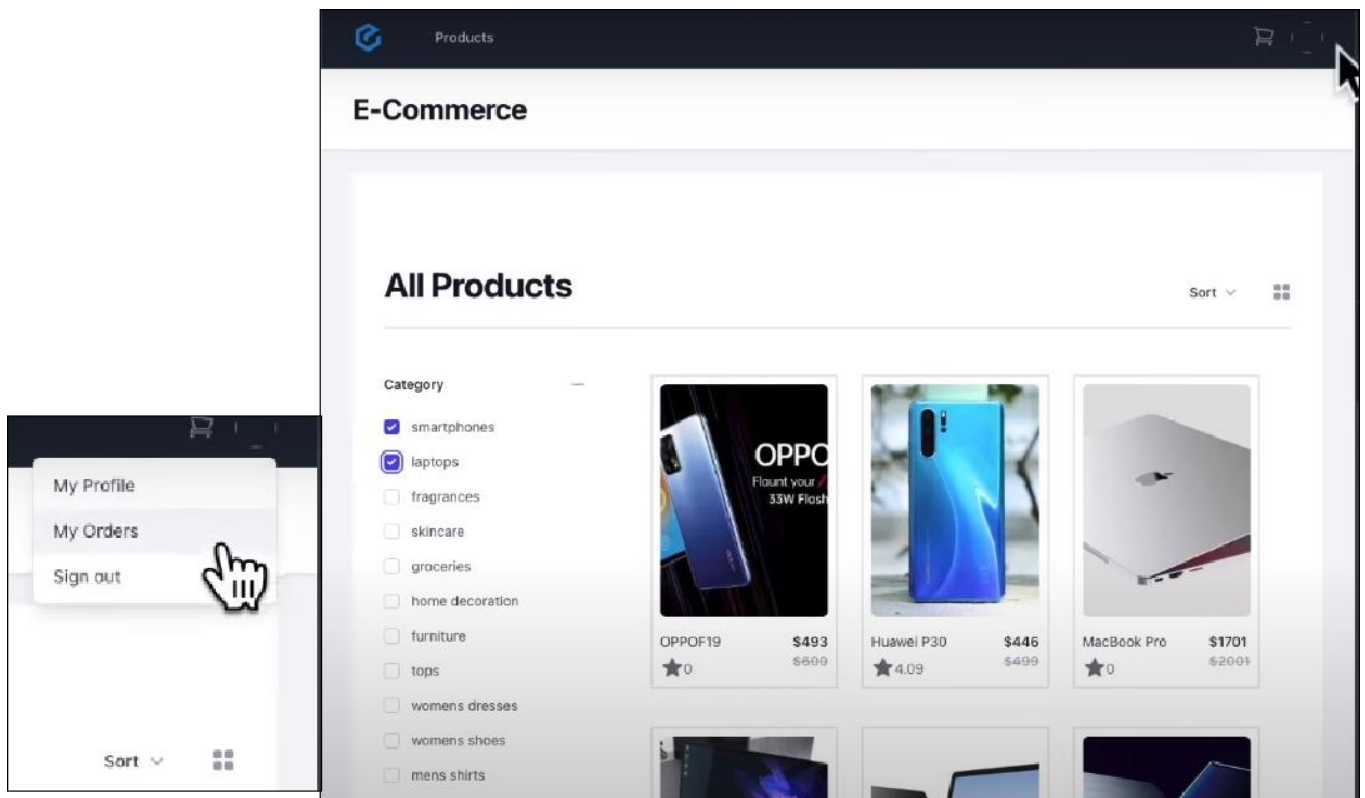 Products
E-Commerce
All Products
Sort
Category
smartphones
laptops
fragrances
skincare
groceries
home decoration
furniture
tops
womens dresses
womens shoes
mens shirts
OPPO
Flaunt your
33W Flash
OPPOF19 $493
0 $600
Huawei P30 $446
4.09 $499
MacBook Pro $1701
0 $2001
My Profile
My Orders
Sign out
Sort